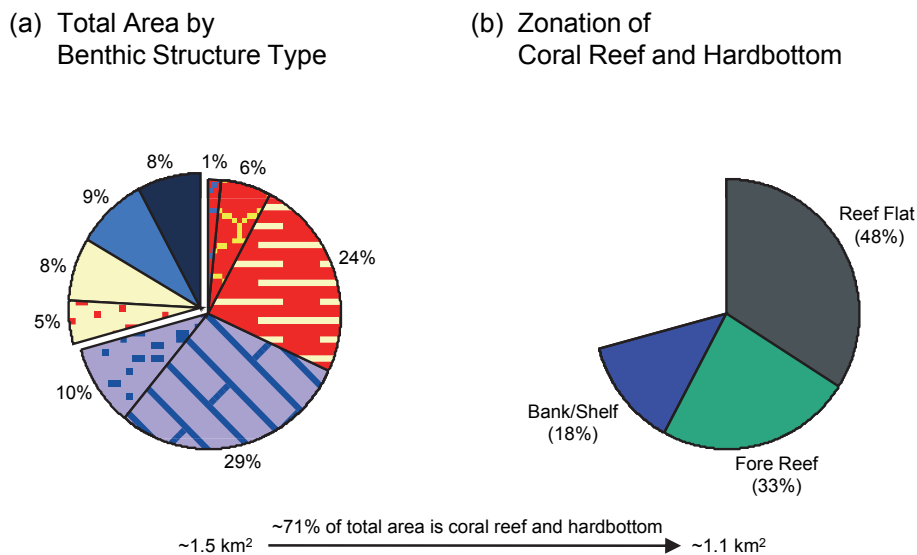 (a) Total Area by
Benthic Structure Type
(b) Zonation of
Coral Reef and Hardbottom
8%
1%
6%
9%
24%
8%
5%
10%
29%
Reef Flat
(48%)
Bank/Shelf
(18%)
Fore Reef
(33%)
~71% of total area is coral reef and hardbottom
~1.5 km²
~1.1 km²